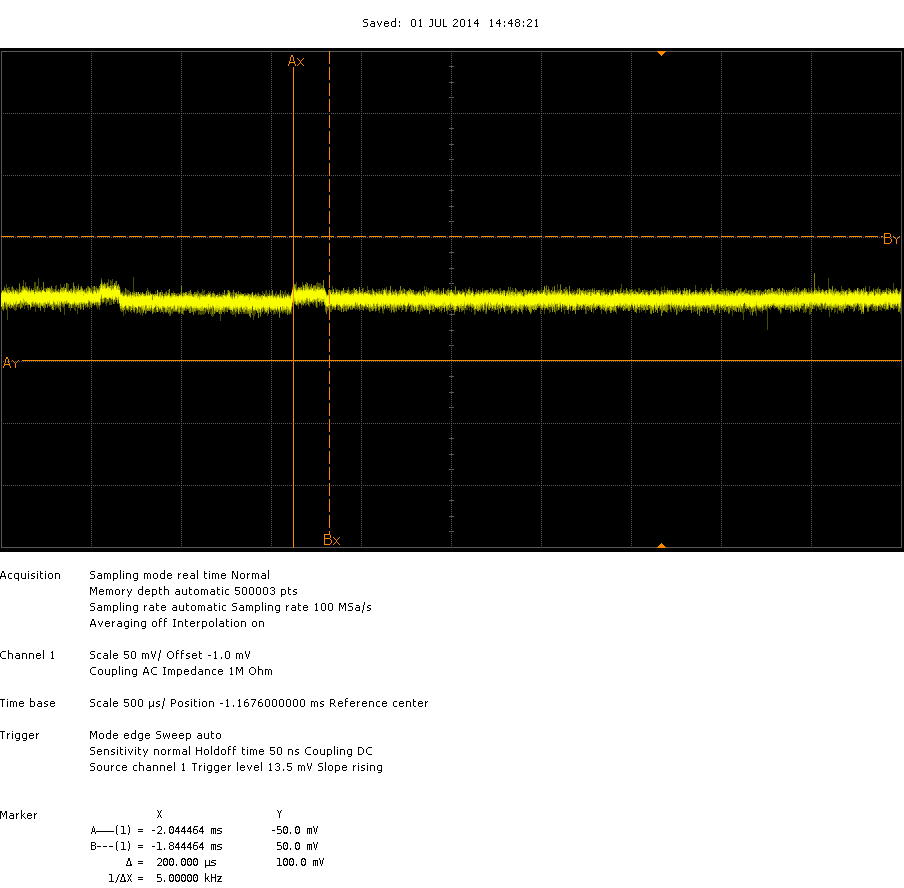 Saved: 01 JUL 2014 14:48:21
Ax
BY
AY
Bx
Acquisition Sampling mode real time Normal
Memory depth automatic 500003 pts
Sampling rate automatic Sampling rate 100 MSa/s
Averaging off Interpolation on
Channel 1 Scale 50 mV/ Offset -1.0 mV
Coupling AC Impedance 1M Ohm
Time base Scale 500 µs/ Position -1.1676000000 ms Reference center
Trigger Mode edge Sweep auto
Sensitivity normal Holdoff time 50 ns Coupling DC
Source channel 1 Trigger level 13.5 mV Slope rising
Marker X Y
A———(1) = -2.044464 ms -50.0 mV
B---(1) = -1.844464 ms 50.0 mV
Δ = 200.000 µs 100.0 mV
1/ΔX = 5.00000 kHz